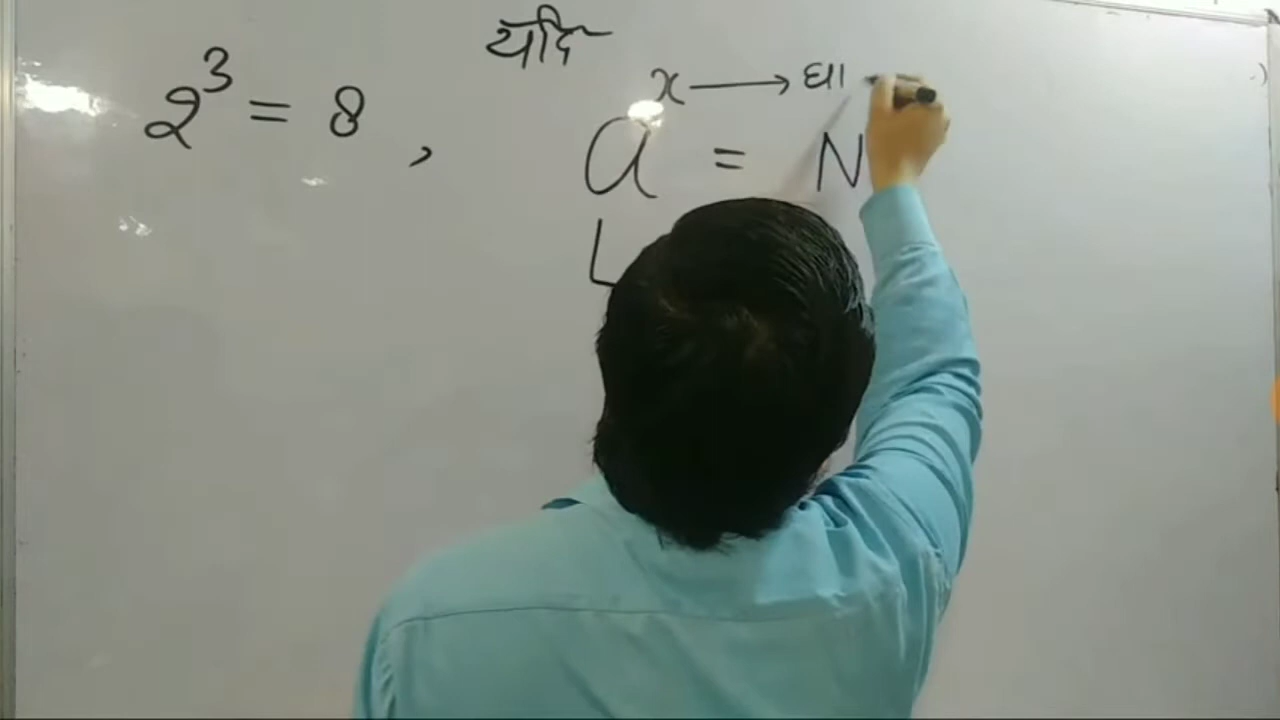 2³ = 8 ,
यदि
x → घा
a = N